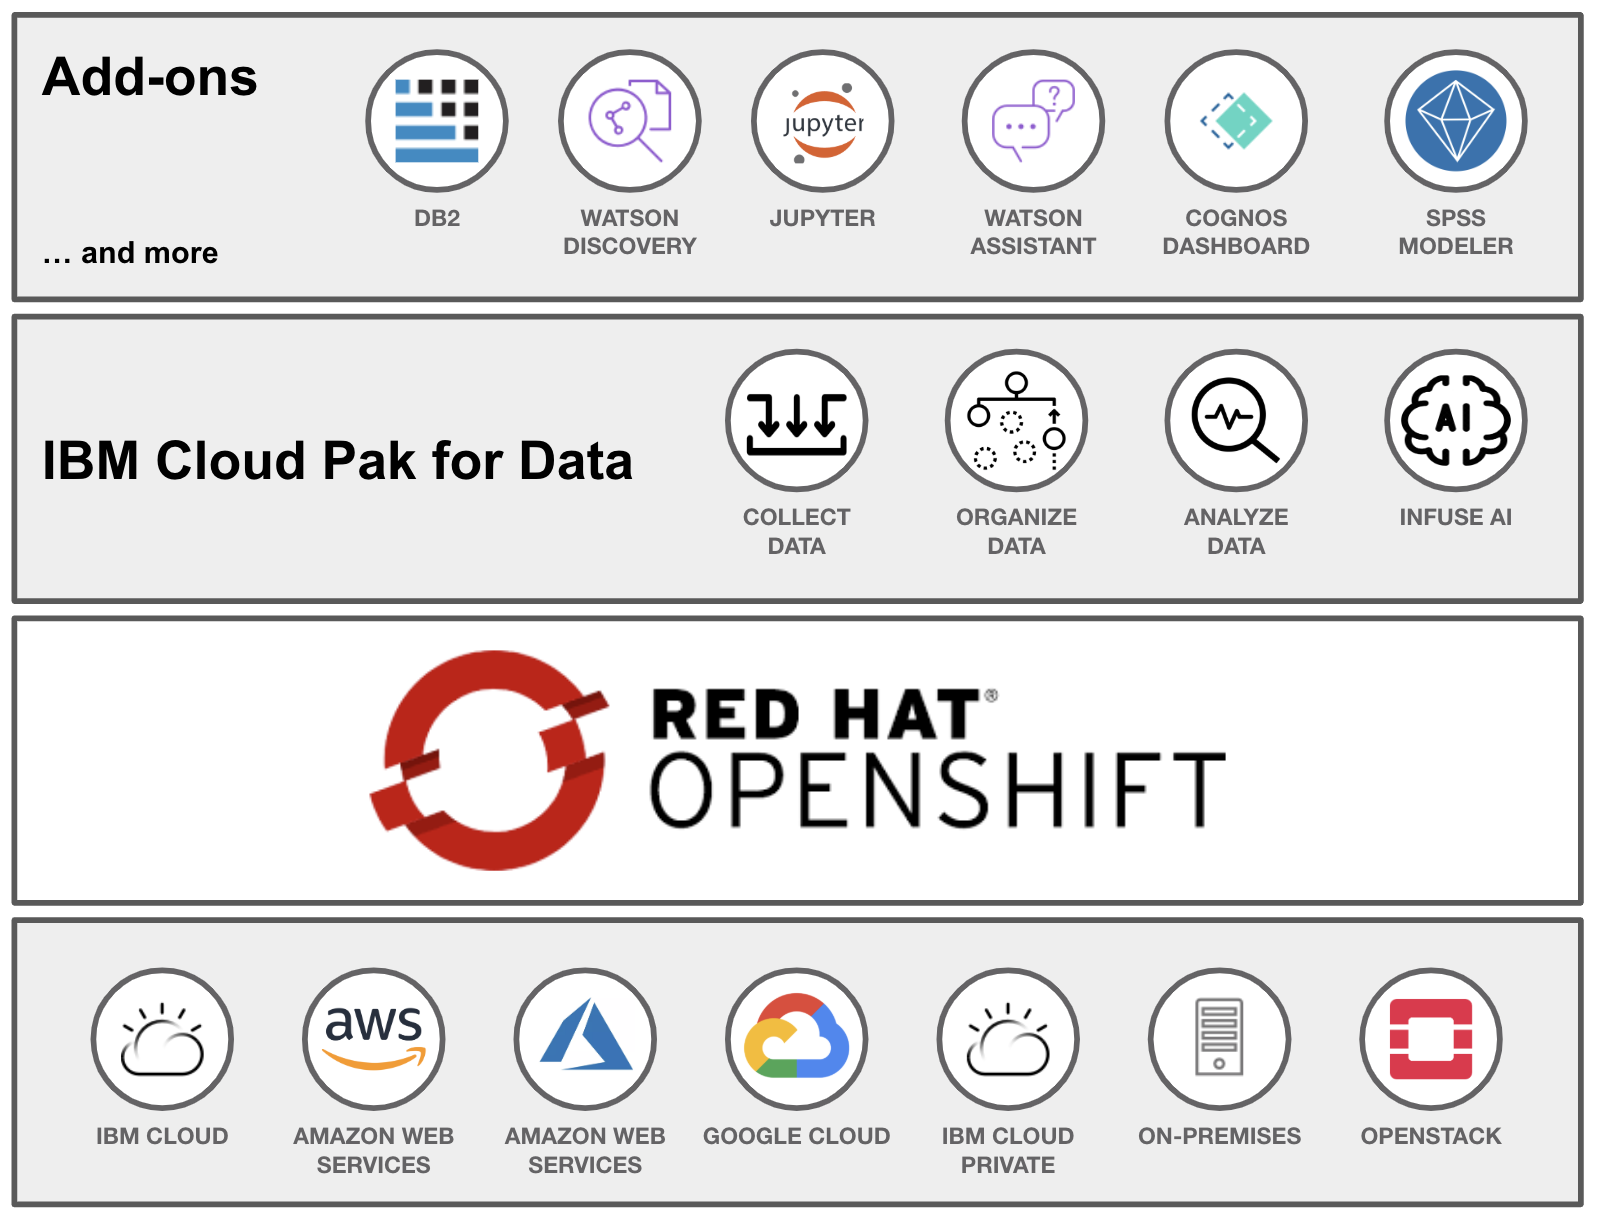 Add-ons
jupyter
?
DB2
WATSON
DISCOVERY
JUPYTER
WATSON
ASSISTANT
COGNOS
DASHBOARD
SPSS
MODELER
... and more
IBM Cloud Pak for Data
AI
COLLECT
DATA
ORGANIZE
DATA
ANALYZE
DATA
INFUSE AI
RED HAT®
OPENSHIFT
aws
IBM CLOUD
AMAZON WEB
SERVICES
AMAZON WEB
SERVICES
GOOGLE CLOUD
IBM CLOUD
PRIVATE
ON-PREMISES
OPENSTACK